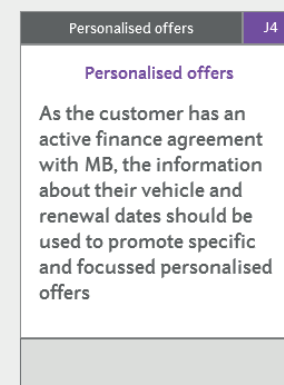 Personalised offers J4
Personalised offers
As the customer has an
active finance agreement
with MB, the information
about their vehicle and
renewal dates should be
used to promote specific
and focussed personalised
offers